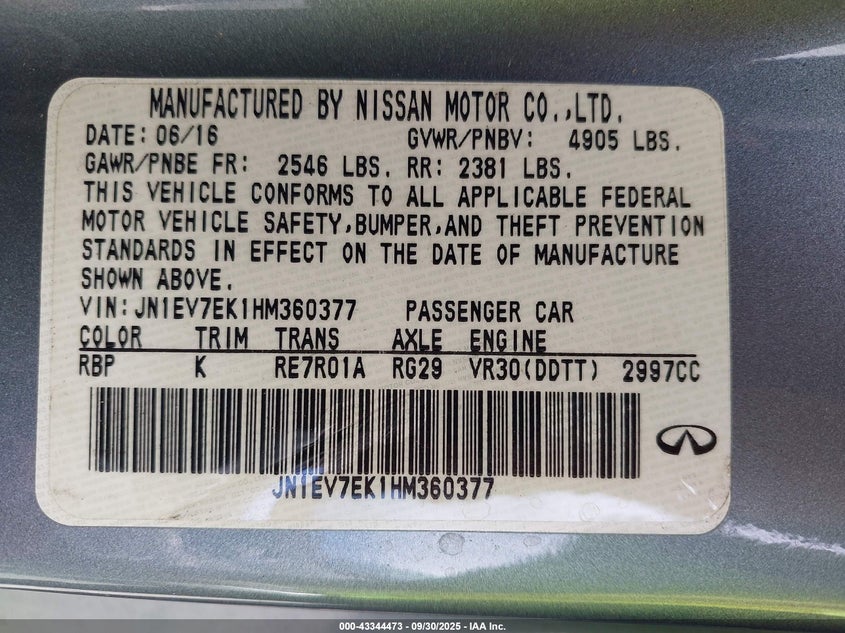 MANUFACTURED BY NISSAN MOTOR CO.,LTD.
DATE: 06/16 GVWR/PNBV: 4905 LBS.
GAWR/PNBE FR: 2546 LBS. RR: 2381 LBS.
THIS VEHICLE CONFORMS TO ALL APPLICABLE FEDERAL
MOTOR VEHICLE SAFETY,BUMPER,AND THEFT PREVENTION
STANDARDS IN EFFECT ON THE DATE OF MANUFACTURE
SHOWN ABOVE.
VIN: JN1EV7EK1HM360377 PASSENGER CAR
COLOR TRIM TRANS AXLE ENGINE
RBP K RE7R01A RG29 VR30(DDTT) 2997CC
JN1EV7EK1HM360377
000-43344473 - 09/30/2025 - IAA Inc.